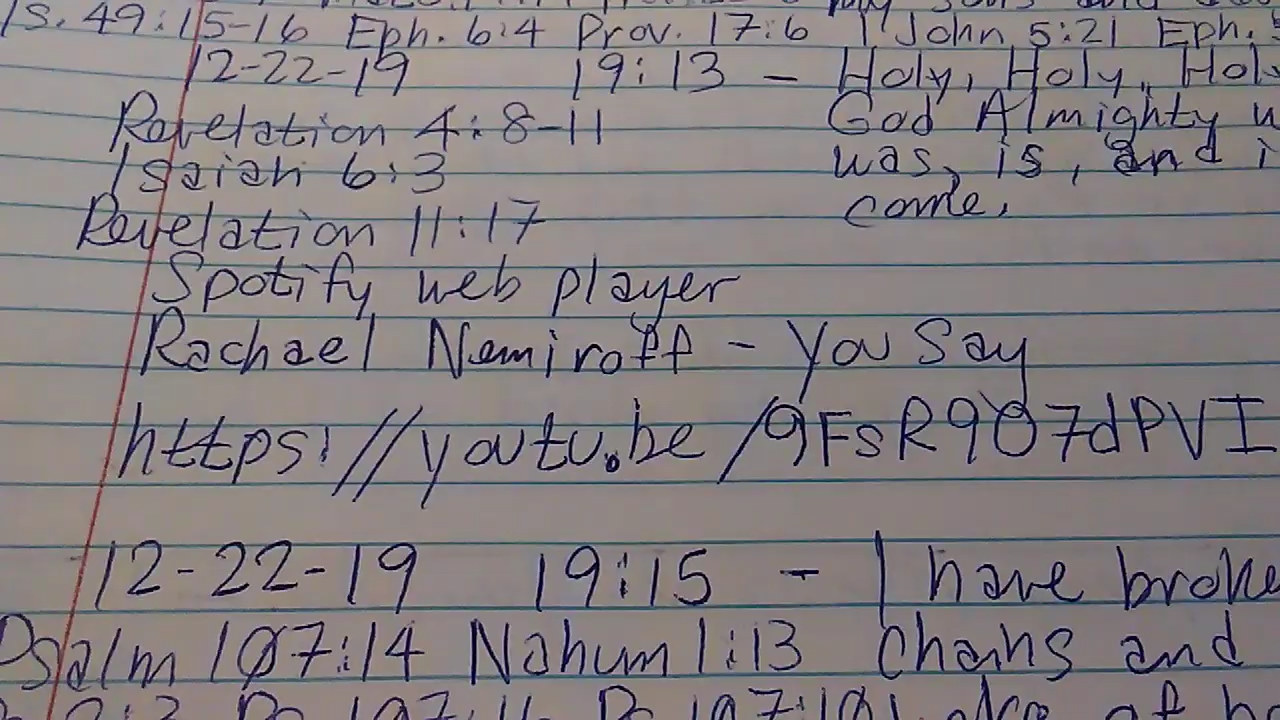 Is. 49:15-16 Eph. 6:4 Prov. 17:6 1 John 5:21 Eph.
12-22-19 19:13 - Holy, Holy, Holy
Revelation 4:8-11 God Almighty
Isaiah 6:3 was, is, and
Revelation 11:17 come.
Spotify web player
Rachael Nemiroff - You Say
https://youtu.be/9FsR9O7dPVI
12-22-19 19:15 - I have broke
Psalm 107:14 Nahum 1:13 chains and